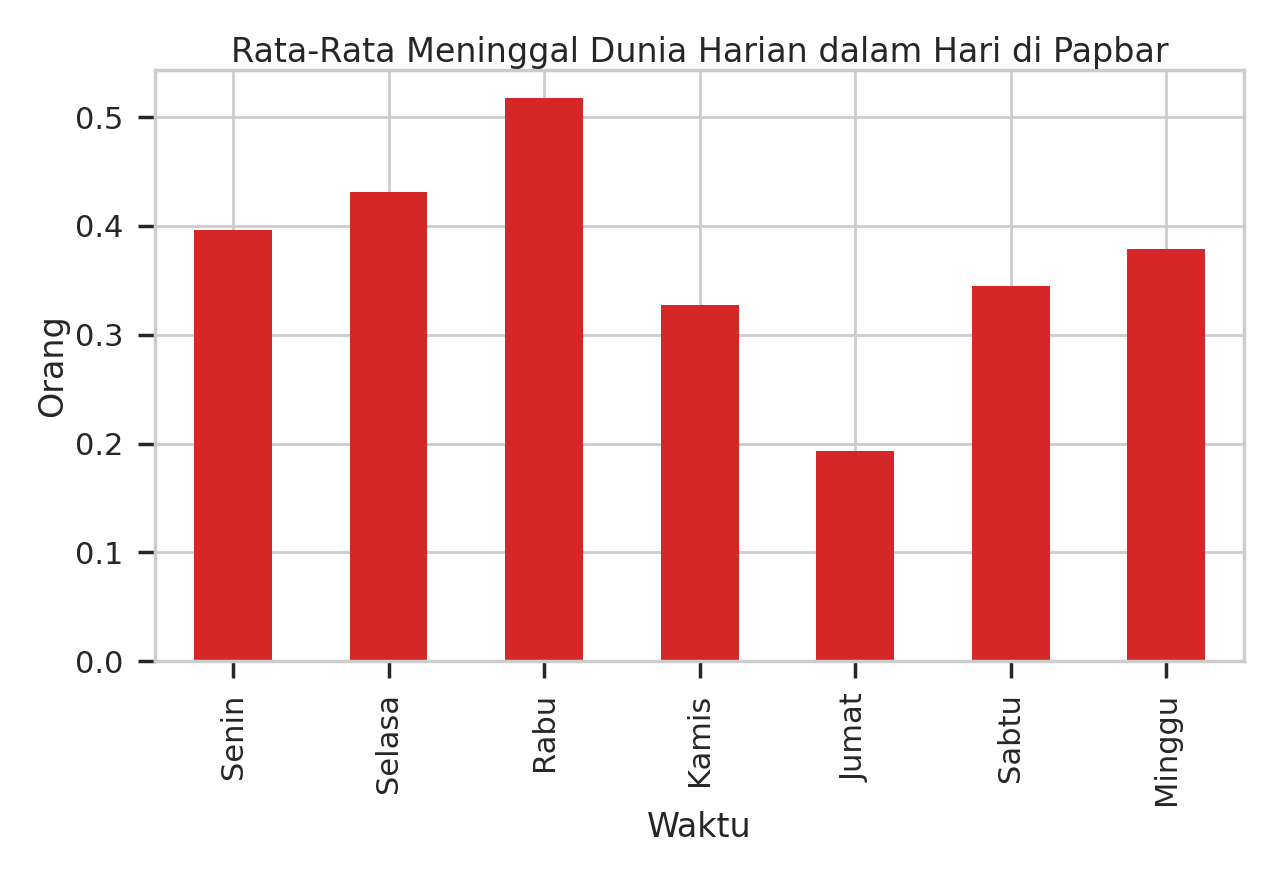 Rata-Rata Meninggal Dunia Harian dalam Hari di Papbar
0.5
0.4
0.3
0.2
0.1
0.0
Orang
Senin
Selasa
Rabu
Kamis
Jumat
Sabtu
Minggu
Waktu